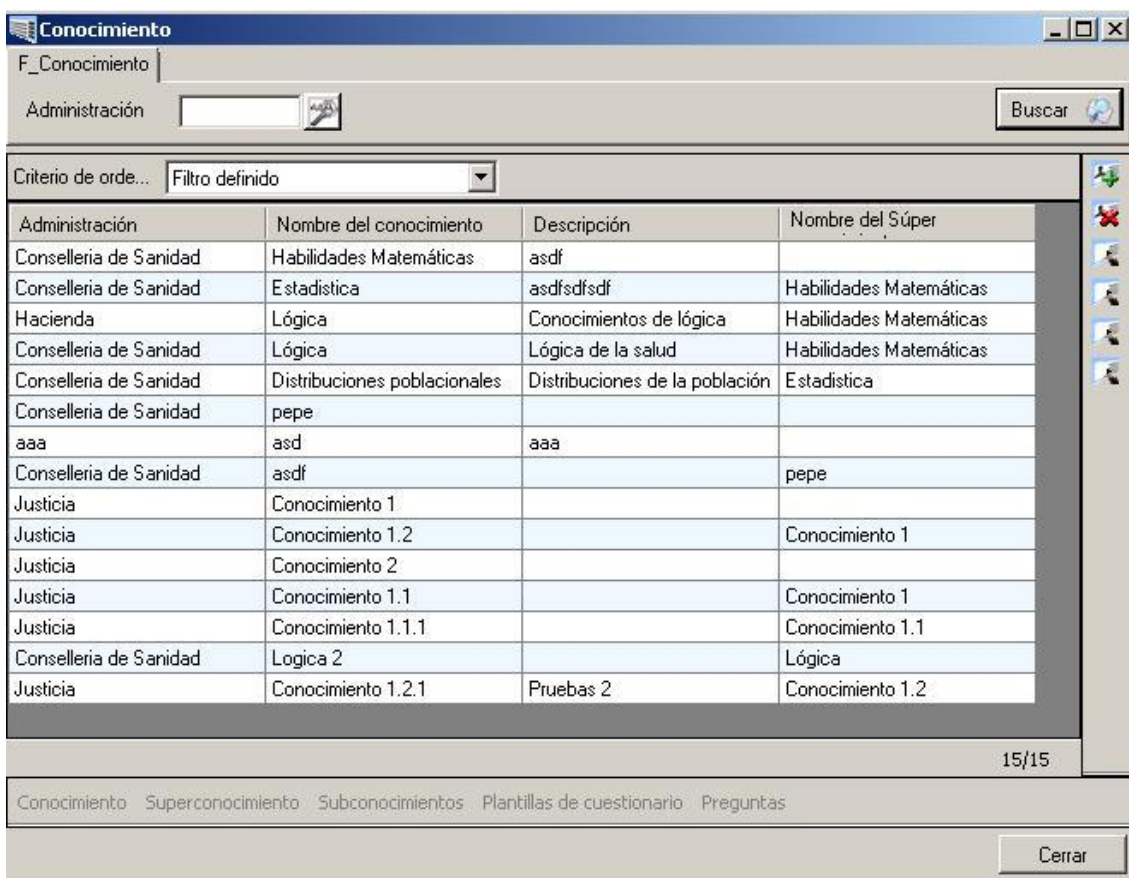 Conocimiento
F_Conocimiento
Administración
Buscar
Criterio de orde... Filtro definido
Administración Nombre del conocimiento Descripción Nombre del Súper
Conselleria de Sanidad Habilidades Matemáticas asdf
Conselleria de Sanidad Estadistica asdfsdfsdf Habilidades Matemáticas
Hacienda Lógica Conocimientos de lógica Habilidades Matemáticas
Conselleria de Sanidad Lógica Lógica de la salud Habilidades Matemáticas
Conselleria de Sanidad Distribuciones poblacionales Distribuciones de la población Estadistica
Conselleria de Sanidad pepe
aaa asd aaa
Conselleria de Sanidad asdf pepe
Justicia Conocimiento 1
Justicia Conocimiento 1.2 Conocimiento 1
Justicia Conocimiento 2
Justicia Conocimiento 1.1 Conocimiento 1
Justicia Conocimiento 1.1.1 Conocimiento 1.1
Conselleria de Sanidad Logica 2 Lógica
Justicia Conocimiento 1.2.1 Pruebas 2 Conocimiento 1.2
15/15
Conocimiento Superconocimiento Subconocimientos Plantillas de cuestionario Preguntas
Cerrar